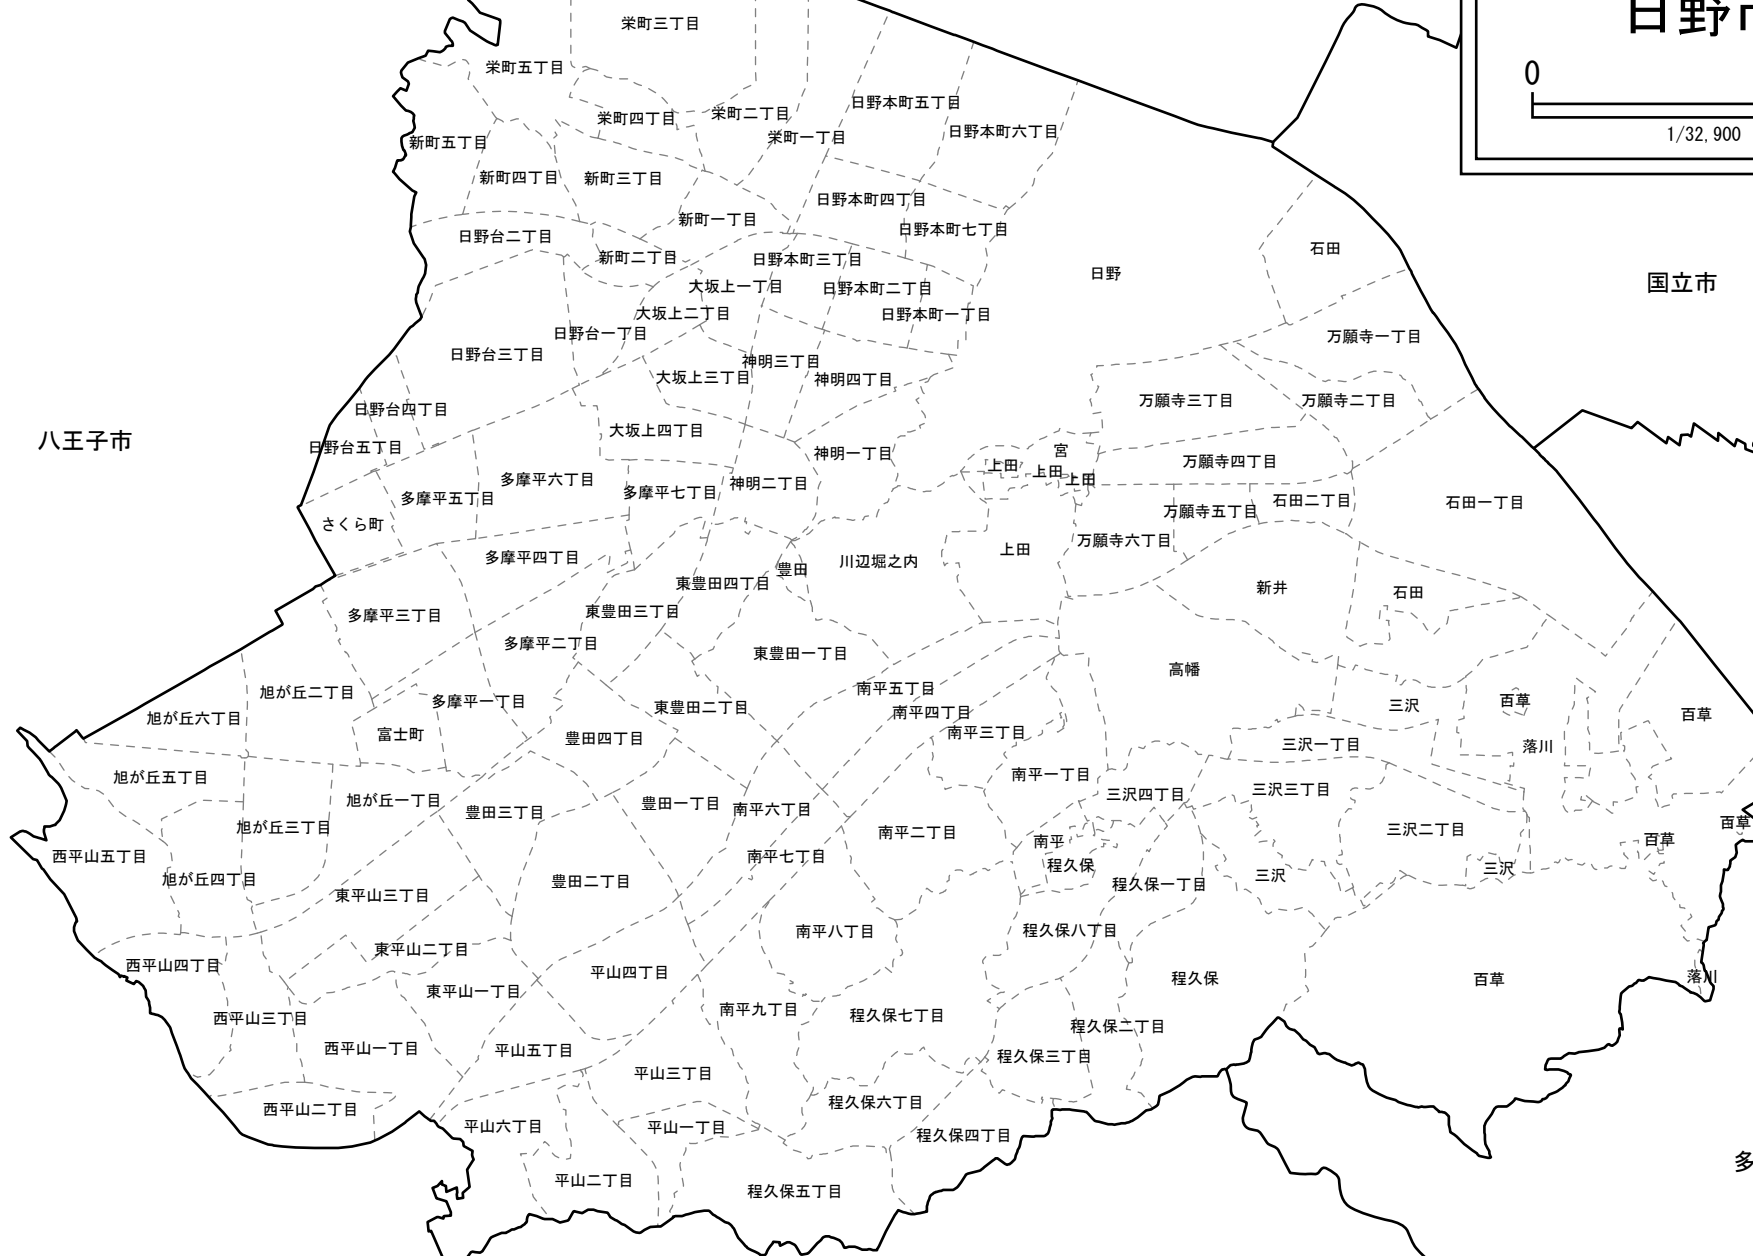 日野市
0
1/32,900
栄町三丁目
栄町五丁目
日野本町五丁目
栄町二丁目
栄町四丁目
日野本町六丁目
栄町一丁目
新町五丁目
新町四丁目
新町三丁目
日野本町四丁目
新町一丁目
日野本町七丁目
日野台二丁目
石田
新町二丁目
日野本町三丁目
日野
国立市
大坂上一丁目
日野本町二丁目
大坂上二丁目
日野本町一丁目
日野台一丁目
万願寺一丁目
日野台三丁目
神明三丁目
大坂上三丁目
神明四丁目
万願寺三丁目
万願寺二丁目
日野台四丁目
大坂上四丁目
八王子市
日野台五丁目
神明一丁目
宮
万願寺四丁目
上田
上田
上田
多摩平六丁目
神明二丁目
多摩平七丁目
多摩平五丁目
石田二丁目
石田一丁目
万願寺五丁目
さくら町
万願寺六丁目
上田
多摩平四丁目
川辺堀之内
豊田
東豊田四丁目
新井
石田
東豊田三丁目
多摩平三丁目
多摩平二丁目
東豊田一丁目
高幡
旭が丘二丁目
南平五丁目
多摩平一丁目
百草
東豊田二丁目
三沢
南平四丁目
百草
旭が丘六丁目
南平三丁目
富士町
豊田四丁目
三沢一丁目
落川
旭が丘五丁目
南平一丁目
三沢三丁目
三沢四丁目
旭が丘一丁目
豊田一丁目
南平六丁目
豊田三丁目
百草
旭が丘三丁目
南平二丁目
三沢二丁目
南平
百草
西平山五丁目
南平七丁目
程久保
三沢
旭が丘四丁目
豊田二丁目
三沢
程久保一丁目
東平山三丁目
南平八丁目
程久保八丁目
東平山二丁目
西平山四丁目
平山四丁目
程久保
百草
落川
東平山一丁目
南平九丁目
程久保七丁目
西平山三丁目
程久保二丁目
西平山一丁目
平山五丁目
程久保三丁目
平山三丁目
程久保六丁目
西平山二丁目
平山六丁目
平山一丁目
程久保四丁目
多
平山二丁目
程久保五丁目